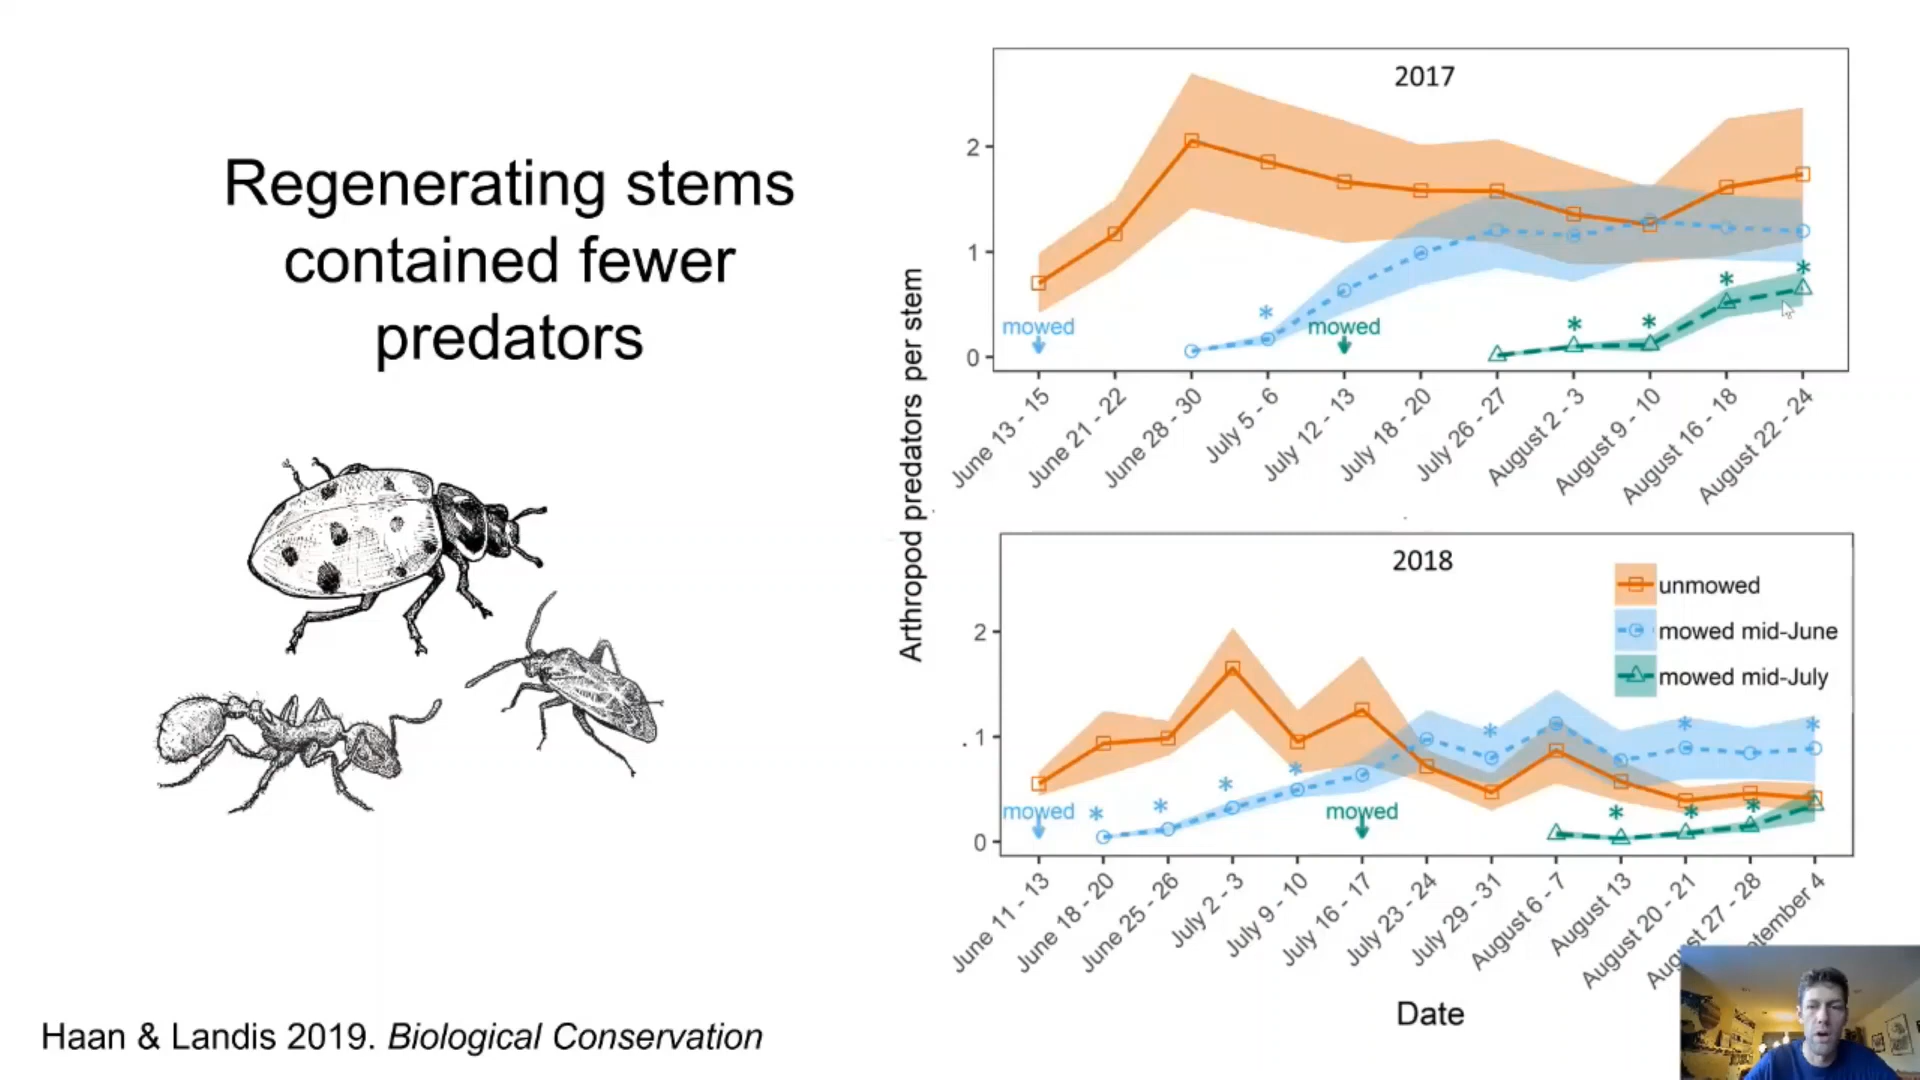 Regenerating stems
contained fewer
predators
Haan & Landis 2019. Biological Conservation
Arthropod predators per stem
2017
2
1
0
mowed
mowed
*
*
*
*
*
June 13 - 15
June 21 - 22
June 28 - 30
July 5 - 6
July 12 - 13
July 18 - 20
July 26 - 27
August 2 - 3
August 9 - 10
August 16 - 18
August 22 - 24
2018
unmowed
mowed mid-June
mowed mid-July
2
1
0
mowed
mowed
*
*
*
*
*
*
*
*
*
*
June 11 - 13
June 18 - 20
June 25 - 26
July 2 - 3
July 9 - 10
July 16 - 17
July 23 - 24
July 29 - 31
August 6 - 7
August 13
August 20 - 21
27 - 28
4
Date